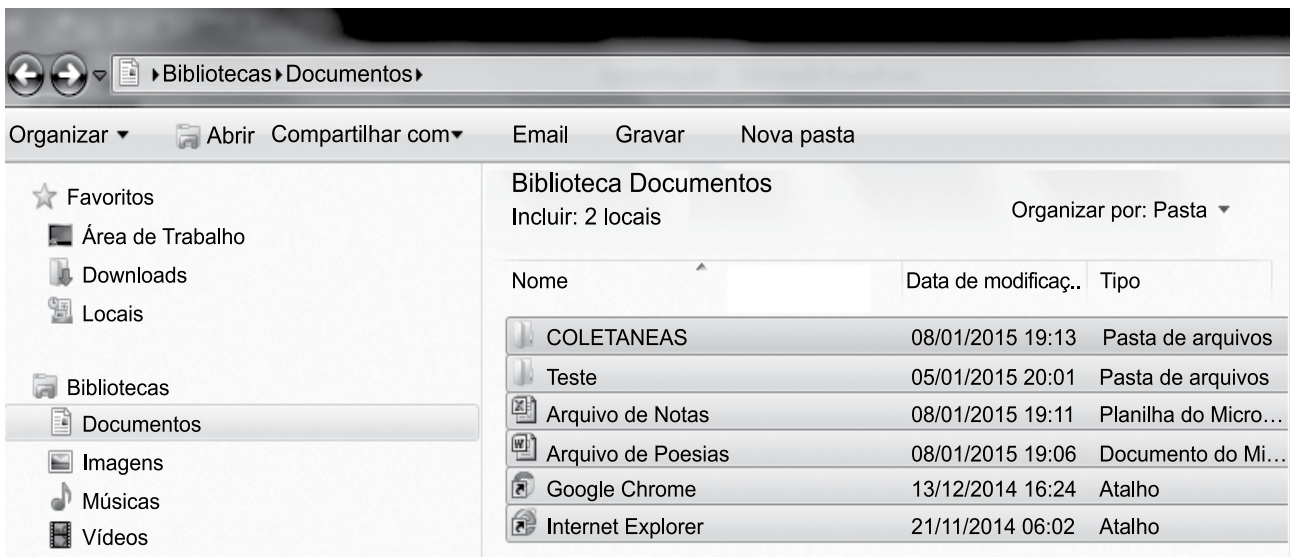 Bibliotecas Documentos
Organizar Abrir Compartilhar com Email Gravar Nova pasta
Favoritos
Área de Trabalho
Downloads
Locais
Bibliotecas
Documentos
Imagens
Músicas
Vídeos
Biblioteca Documentos
Incluir: 2 locais
Organizar por: Pasta
Nome Data de modificaç.. Tipo
COLETANEAS 08/01/2015 19:13 Pasta de arquivos
Teste 05/01/2015 20:01 Pasta de arquivos
Arquivo de Notas 08/01/2015 19:11 Planilha do Micro...
Arquivo de Poesias 08/01/2015 19:06 Documento do Mi...
Google Chrome 13/12/2014 16:24 Atalho
Internet Explorer 21/11/2014 06:02 Atalho